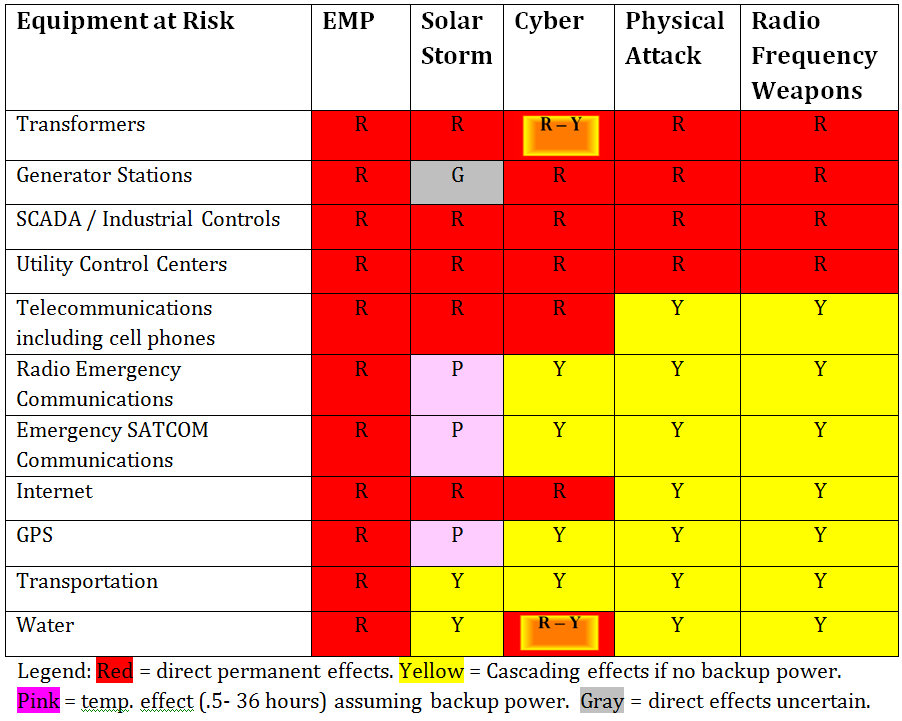 Equipment at Risk EMP Solar Storm Cyber Physical Attack Radio Frequency Weapons
Transformers R R R – Y R R
Generator Stations R G R R R
SCADA / Industrial Controls R R R R R
Utility Control Centers R R R R R
Telecommunications including cell phones R R R Y Y
Radio Emergency Communications R P Y Y Y
Emergency SATCOM Communications R P Y Y Y
Internet R R R Y Y
GPS R P Y Y Y
Transportation R Y Y Y Y
Water R Y R – Y Y Y
Legend: Red = direct permanent effects. Yellow = Cascading effects if no backup power.
Pink = temp. effect (.5- 36 hours) assuming backup power. Gray = direct effects uncertain.